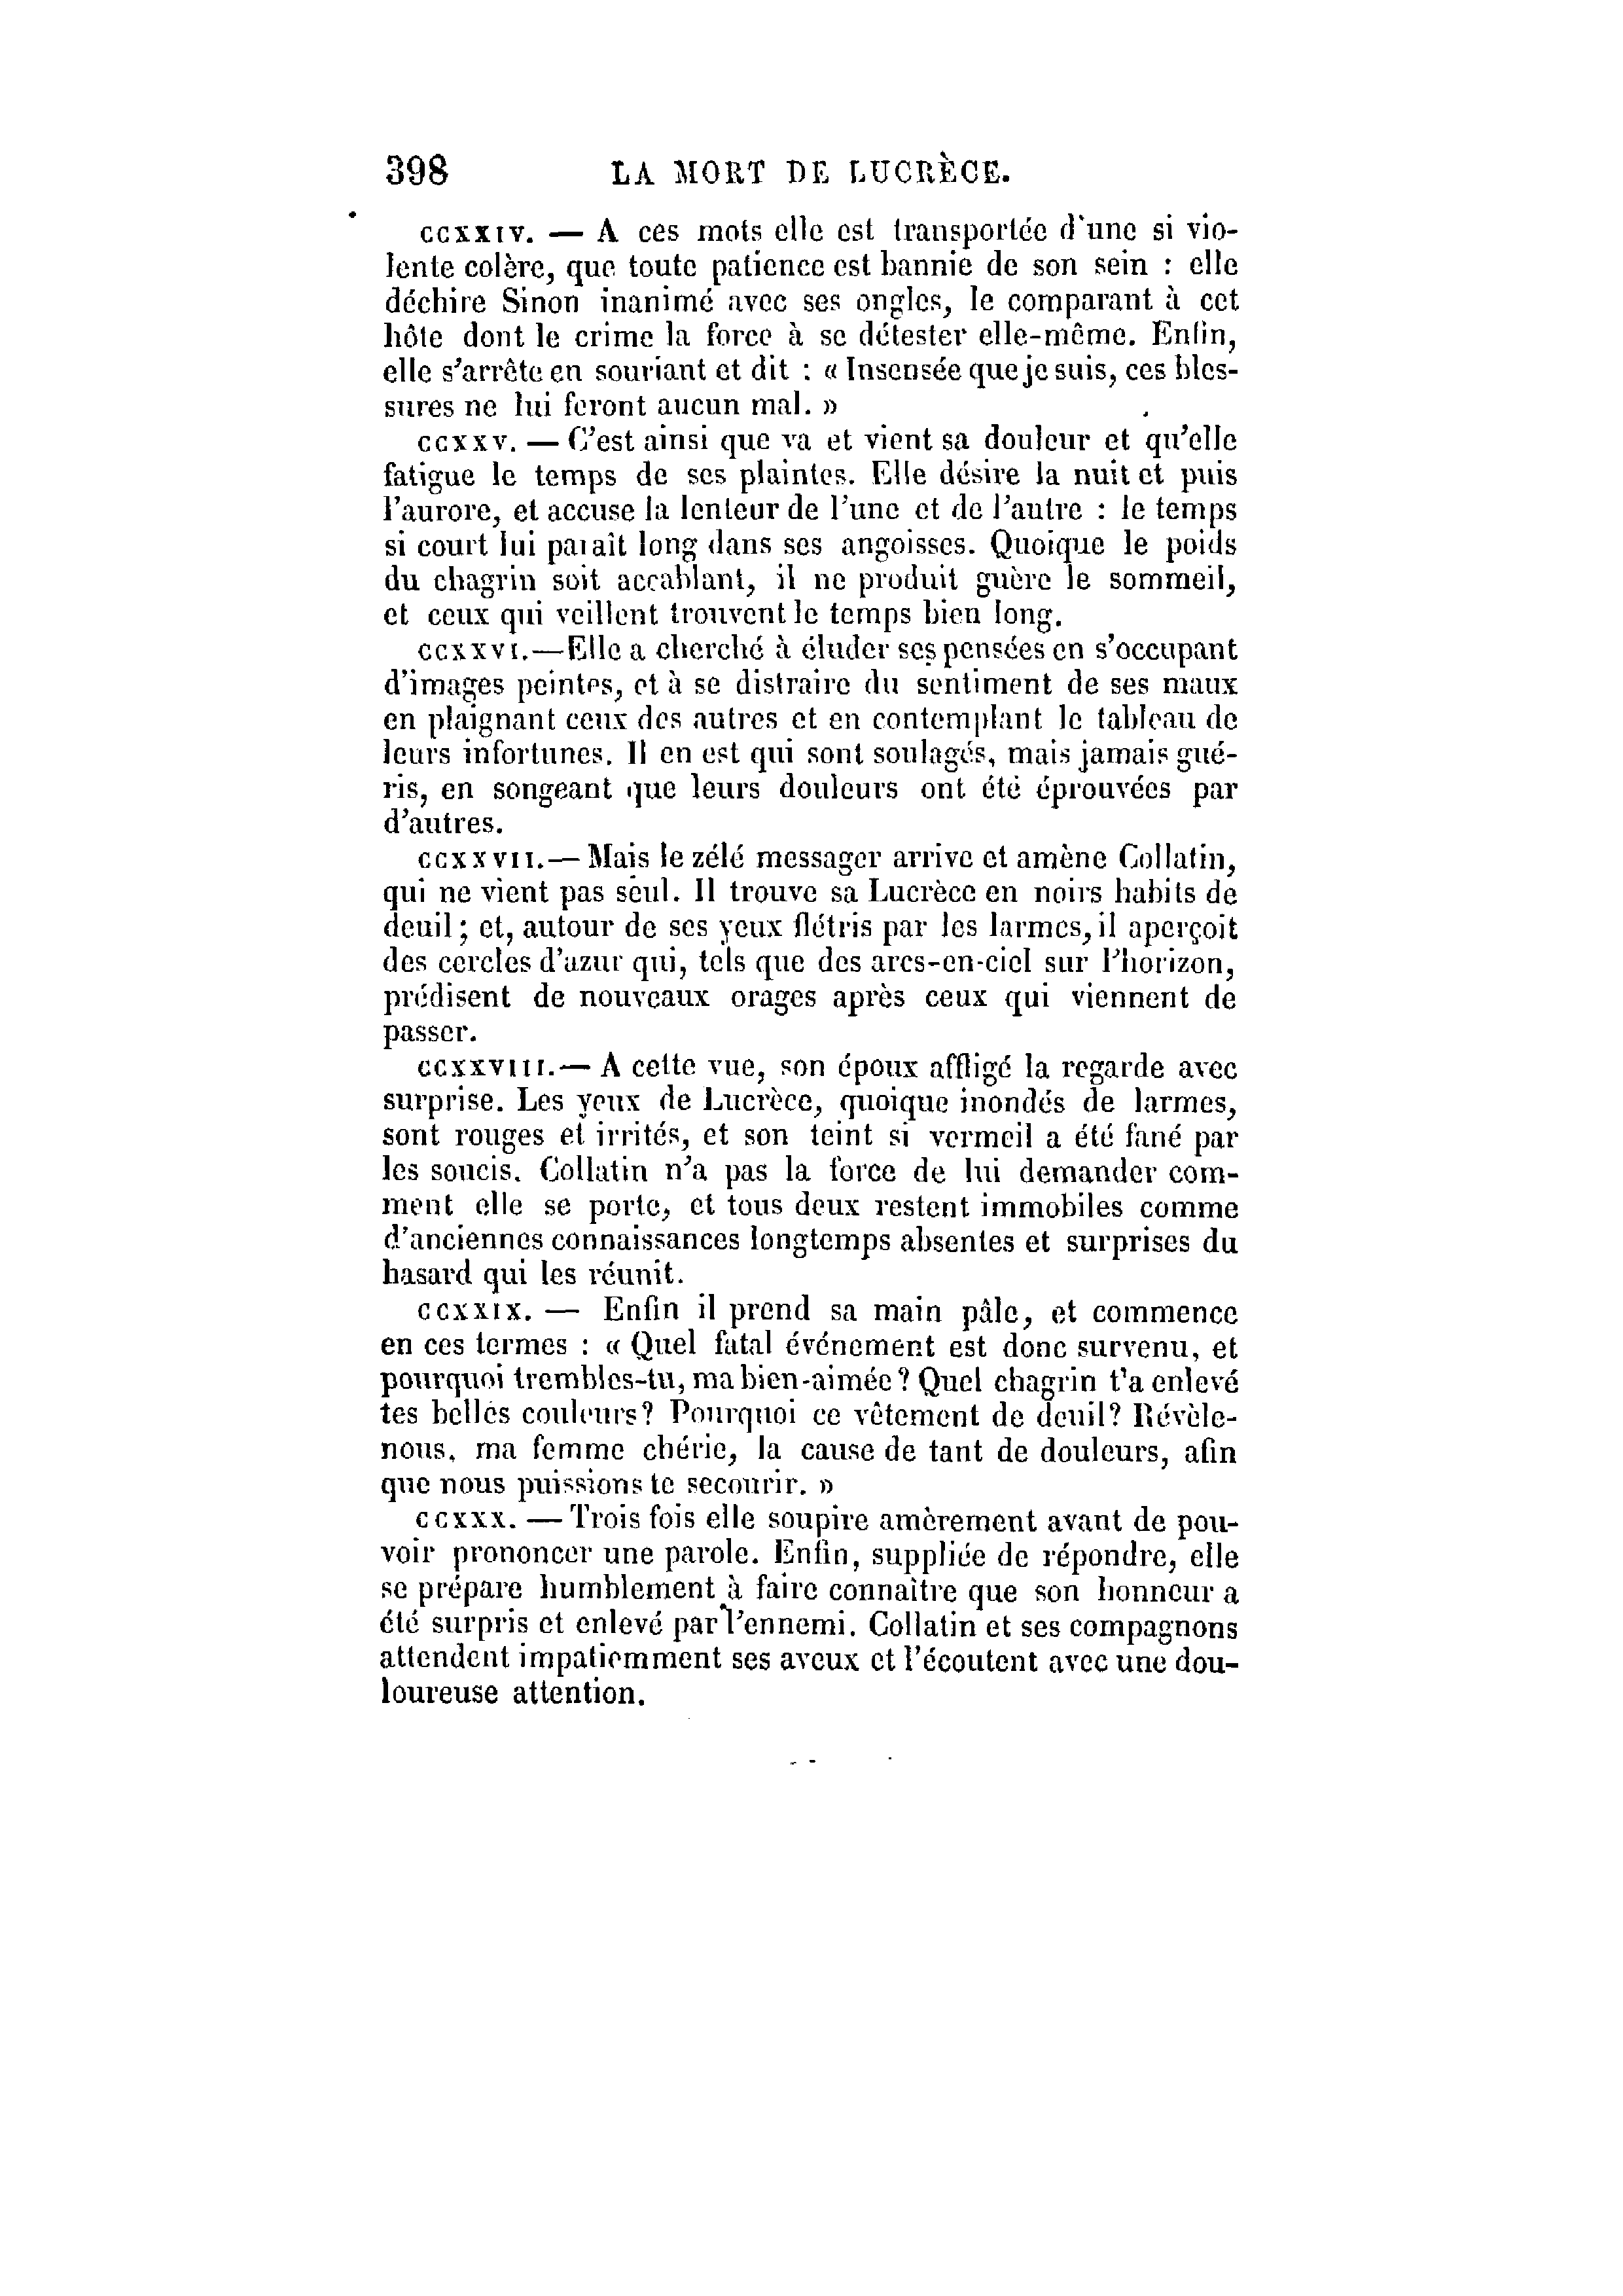 398 LA MORT DE LUCRÈCE.
CCXXIV. — A ces mots elle est transportée d'une si vio-
lente colère, que toute patience est bannie de son sein : elle
déchire Sinon inanimé avec ses ongles, le comparant à cet
hôte dont le crime la force à se détester elle-même. Enfin,
elle s'arrête en souriant et dit : « Insensée que je suis, ces bles-
sures ne lui feront aucun mal. »
CCXXV. — C'est ainsi que va et vient sa douleur et qu'elle
fatigue le temps de ses plaintes. Elle désire la nuit et puis
l'aurore, et accuse la lenteur de l'une et de l'autre : le temps
si court lui paraît long dans ses angoisses. Quoique le poids
du chagrin soit accablant, il ne produit guère le sommeil,
et ceux qui veillent trouvent le temps bien long.
CCXXVI.—Elle a cherché à éluder ses pensées en s'occupant
d'images peintes, et à se distraire du sentiment de ses maux
en plaignant ceux des autres et en contemplant le tableau de
leurs infortunes. Il en est qui sont soulagés, mais jamais gué-
ris, en songeant que leurs douleurs ont été éprouvées par
d'autres.
CCXXVII.— Mais le zélé messager arrive et amène Collatin,
qui ne vient pas seul. Il trouve sa Lucrèce en noirs habits de
deuil ; et, autour de ses yeux flétris par les larmes, il aperçoit
des cercles d'azur qui, tels que des arcs-en-ciel sur l'horizon,
prédisent de nouveaux orages après ceux qui viennent de
passer.
CCXXVIII.— A cette vue, son époux affligé la regarde avec
surprise. Les yeux de Lucrèce, quoique inondés de larmes,
sont rouges et irrités, et son teint si vermeil a été fané par
les soucis. Collatin n'a pas la force de lui demander com-
ment elle se porte, et tous deux restent immobiles comme
d'anciennes connaissances longtemps absentes et surprises du
hasard qui les réunit.
CCXXIX. — Enfin il prend sa main pâle, et commence
en ces termes : « Quel fatal événement est donc survenu, et
pourquoi trembles-tu, ma bien-aimée ? Quel chagrin t'a enlevé
tes belles couleurs? Pourquoi ce vêtement de deuil? Révèle-
nous, ma femme chérie, la cause de tant de douleurs, afin
que nous puissions te secourir. »
CCXXX. — Trois fois elle soupire amèrement avant de pou-
voir prononcer une parole. Enfin, suppliée de répondre, elle
se prépare humblement à faire connaître que son honneur a
été surpris et enlevé par l'ennemi. Collatin et ses compagnons
attendent impatiemment ses aveux et l'écoutent avec une dou-
loureuse attention.